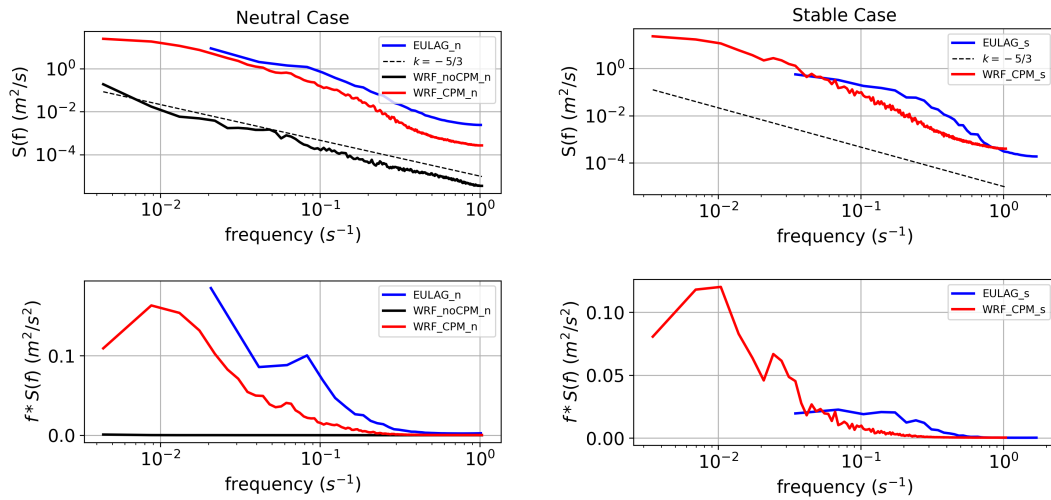 Neutral Case
EULAG_n
k = −5/3
WRF_noCPM_n
WRF_CPM_n
S(f) (m²/s)
10⁰
10⁻²
10⁻⁴
10⁻² 10⁻¹ 10⁰
frequency (s⁻¹)
Stable Case
EULAG_s
k = −5/3
WRF_CPM_s
S(f) (m²/s)
10⁰
10⁻²
10⁻⁴
10⁻² 10⁻¹ 10⁰
frequency (s⁻¹)
EULAG_n
WRF_noCPM_n
WRF_CPM_n
f* S(f) (m²/s²)
0.1
0.0
10⁻² 10⁻¹ 10⁰
frequency (s⁻¹)
EULAG_s
WRF_CPM_s
f* S(f) (m²/s²)
0.10
0.05
0.00
10⁻² 10⁻¹ 10⁰
frequency (s⁻¹)